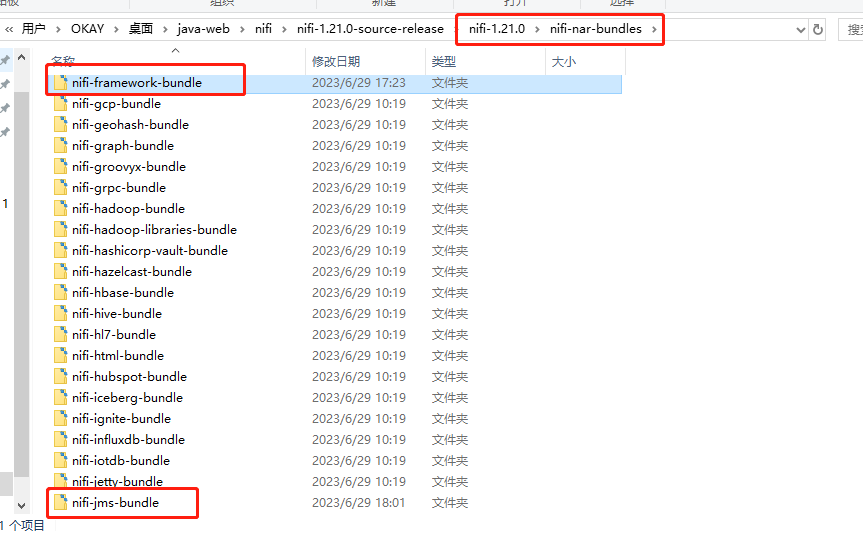 组织
新建
打开
选择
« 用户 › OKAY › 桌面 › java-web › nifi › nifi-1.21.0-source-release › nifi-1.21.0 › nifi-nar-bundles ›
名称 修改日期 类型 大小
nifi-framework-bundle 2023/6/29 17:23 文件夹
nifi-gcp-bundle 2023/6/29 10:19 文件夹
nifi-geohash-bundle 2023/6/29 10:19 文件夹
nifi-graph-bundle 2023/6/29 10:19 文件夹
nifi-groovyx-bundle 2023/6/29 10:19 文件夹
nifi-grpc-bundle 2023/6/29 10:19 文件夹
nifi-hadoop-bundle 2023/6/29 10:19 文件夹
nifi-hadoop-libraries-bundle 2023/6/29 10:19 文件夹
nifi-hashicorp-vault-bundle 2023/6/29 10:19 文件夹
nifi-hazelcast-bundle 2023/6/29 10:19 文件夹
nifi-hbase-bundle 2023/6/29 10:19 文件夹
nifi-hive-bundle 2023/6/29 10:19 文件夹
nifi-hl7-bundle 2023/6/29 10:19 文件夹
nifi-html-bundle 2023/6/29 10:19 文件夹
nifi-hubspot-bundle 2023/6/29 10:19 文件夹
nifi-iceberg-bundle 2023/6/29 10:19 文件夹
nifi-ignite-bundle 2023/6/29 10:19 文件夹
nifi-influxdb-bundle 2023/6/29 10:19 文件夹
nifi-iotdb-bundle 2023/6/29 10:19 文件夹
nifi-jetty-bundle 2023/6/29 10:19 文件夹
nifi-jms-bundle 2023/6/29 18:01 文件夹
1
1 个项目